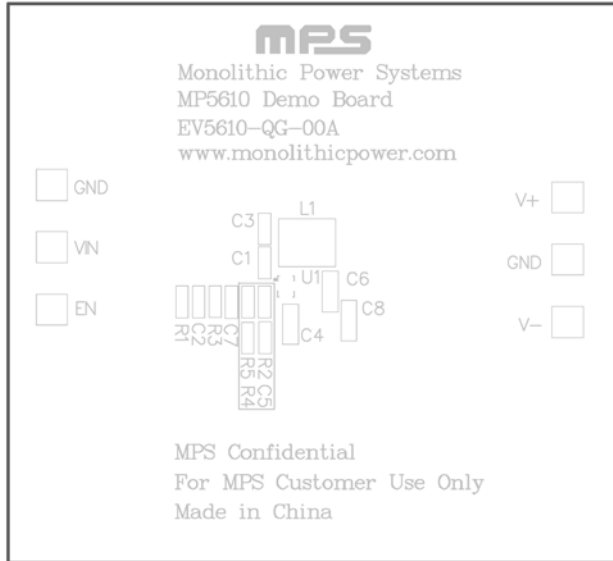 MPS
Monolithic Power Systems
MP5610 Demo Board
EV5610-QG-00A
www.monolithicpower.com
GND
VIN
EN
V+
GND
V-
L1
C3
C1
U1
C6
C8
C4
R1
C2
R3
C7
R5
R4
R2
C5
MPS Confidential
For MPS Customer Use Only
Made in China